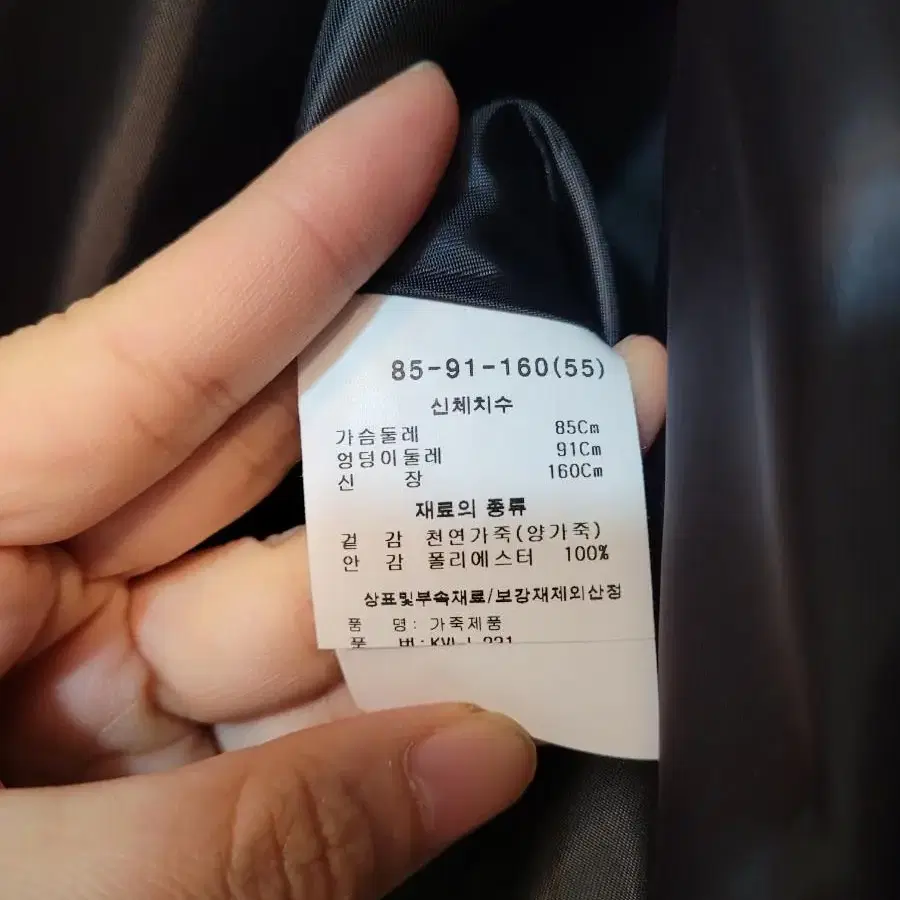 85-91-160(55)
신체치수
가슴둘레 85Cm
엉덩이둘레 91Cm
신 장 160Cm
재료의 종류
겉 감 천연가죽(양가죽)
안 감 폴리에스터 100%
상표및부속재료/보강재제외산정
품 명: 가죽제품